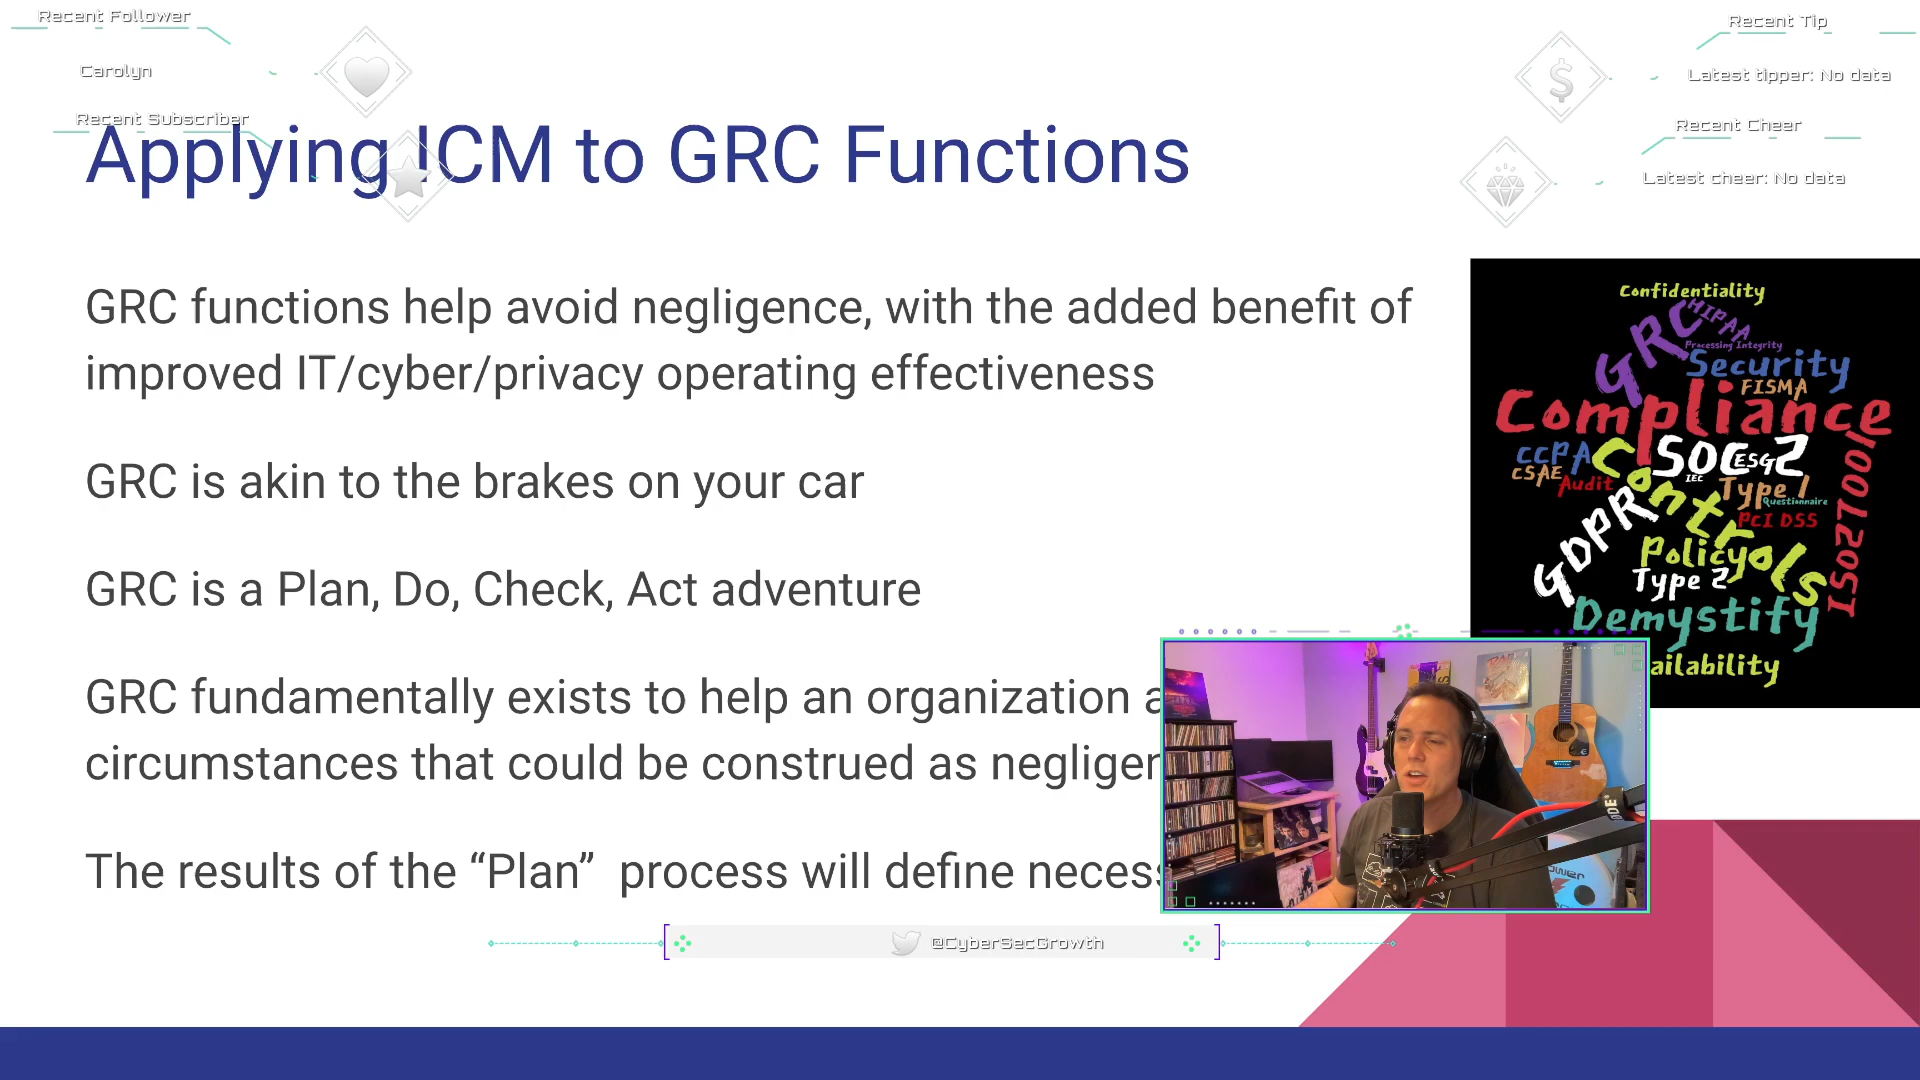 Recent Follower
Carolyn
Recent Subscriber
Recent Tip
Latest tipper: No data
Recent Cheer
Latest cheer: No data
Applying ICM to GRC Functions
GRC functions help avoid negligence, with the added benefit of
improved IT/cyber/privacy operating effectiveness
GRC is akin to the brakes on your car
GRC is a Plan, Do, Check, Act adventure
GRC fundamentally exists to help an organization a
circumstances that could be construed as negligen
The results of the “Plan” process will define necess
Confidentiality
GRC
HIPAA
Processing Integrity
Security
FISMA
Compliance
CCPA
CSAE
Audit
Controls
SOC 2
ESG
IEC
Type 1
Questionnaire
PCI DSS
ISO27001
GDPR
Policy
Type 2
Demystify
ailability
@CyberSecGrowth